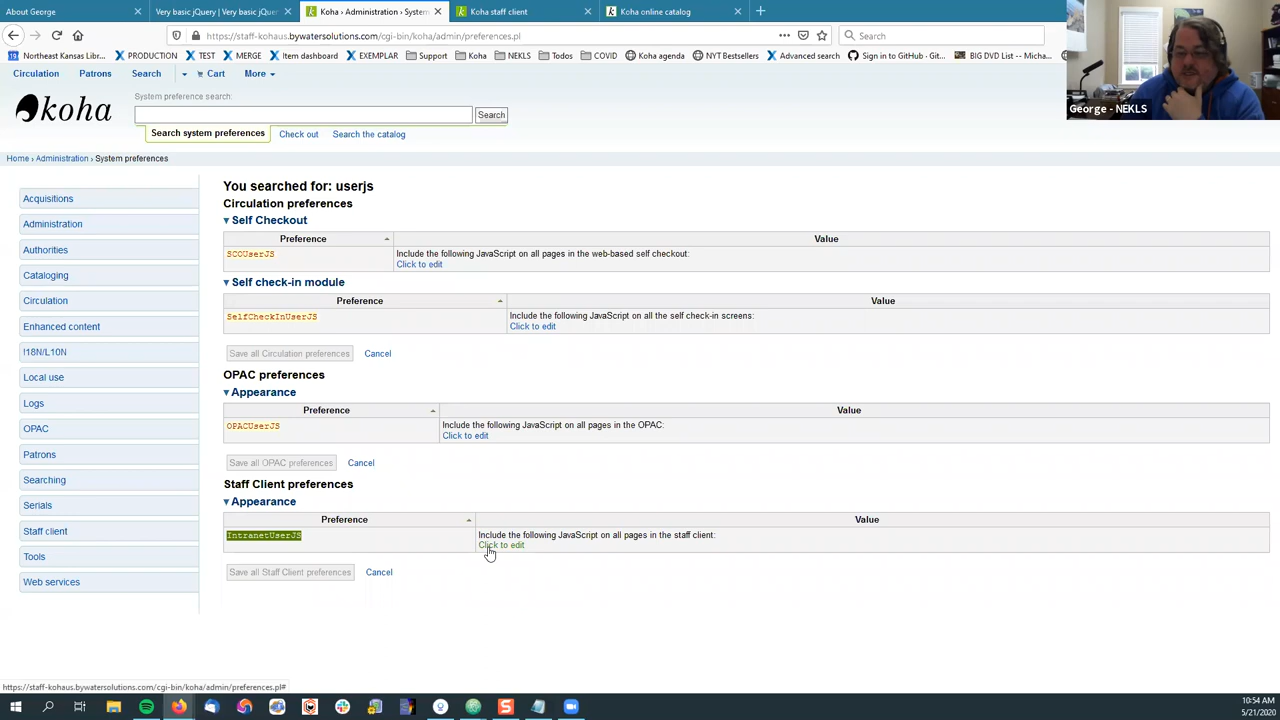 About George
Very basic jQuery | Very basic jQu
Koha › Administration › System
Koha staff client
Koha online catalog
https://staff-kohaus.bywatersolutions.com/cgi-bin/koha/admin/preferences.pl
Search
Northeast Kansas Libr...
PRODUCTION
TEST
MERGE
Item dashboard
EXEMPLAR
Support
Koha
NEKLS
Todos
COVID
Koha agenda
NYT Bestsellers
Advanced search
Sign in to GitHub · Git...
BIG DVD List -- Micha...
Circulation
Patrons
Search
Cart
More
George - NEKLS
koha
System preference search:
Search
Search system preferences
Check out
Search the catalog
Home › Administration › System preferences
Acquisitions
Administration
Authorities
Cataloging
Circulation
Enhanced content
I18N/L10N
Local use
Logs
OPAC
Patrons
Searching
Serials
Staff client
Tools
Web services
You searched for: userjs
Circulation preferences
Self Checkout
Preference
Value
SCOUserJS
Include the following JavaScript on all pages in the web-based self checkout:
Click to edit
Self check-in module
Preference
Value
SelfCheckInUserJS
Include the following JavaScript on all the self check-in screens:
Click to edit
Save all Circulation preferences
Cancel
OPAC preferences
Appearance
Preference
Value
OPACUserJS
Include the following JavaScript on all pages in the OPAC:
Click to edit
Save all OPAC preferences
Cancel
Staff Client preferences
Appearance
Preference
Value
IntranetUserJS
Include the following JavaScript on all pages in the staff client:
Click to edit
Save all Staff Client preferences
Cancel
https://staff-kohaus.bywatersolutions.com/cgi-bin/koha/admin/preferences.pl#
10:54 AM
5/21/2020